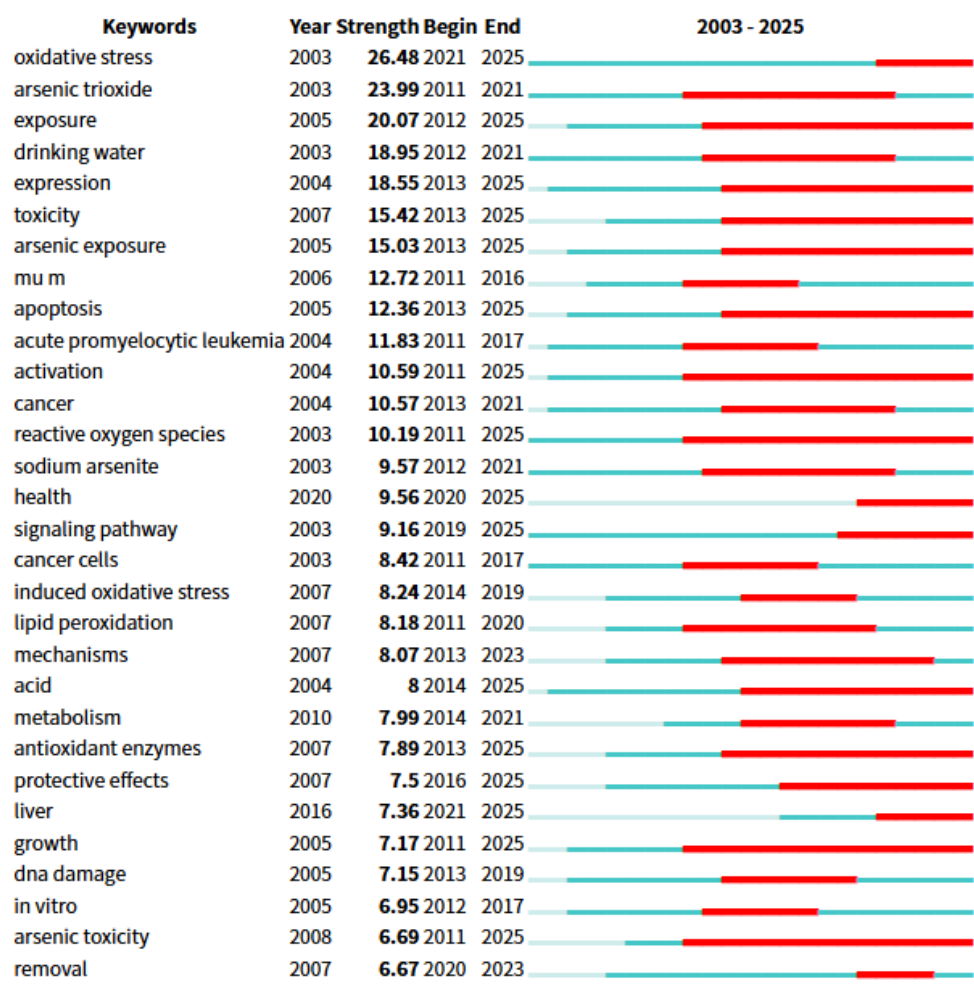 Keywords Year Strength Begin End 2003 - 2025
oxidative stress 2003 26.48 2021 2025
arsenic trioxide 2003 23.99 2011 2021
exposure 2005 20.07 2012 2025
drinking water 2003 18.95 2012 2021
expression 2004 18.55 2013 2025
toxicity 2007 15.42 2013 2025
arsenic exposure 2005 15.03 2013 2025
mu m 2006 12.72 2011 2016
apoptosis 2005 12.36 2013 2025
acute promyelocytic leukemia 2004 11.83 2011 2017
activation 2004 10.59 2011 2025
cancer 2004 10.57 2013 2021
reactive oxygen species 2003 10.19 2011 2025
sodium arsenite 2003 9.57 2012 2021
health 2020 9.56 2020 2025
signaling pathway 2003 9.16 2019 2025
cancer cells 2003 8.42 2011 2017
induced oxidative stress 2007 8.24 2014 2019
lipid peroxidation 2007 8.18 2011 2020
mechanisms 2007 8.07 2013 2023
acid 2004 8 2014 2025
metabolism 2010 7.99 2014 2021
antioxidant enzymes 2007 7.89 2013 2025
protective effects 2007 7.5 2016 2025
liver 2016 7.36 2021 2025
growth 2005 7.17 2011 2025
dna damage 2005 7.15 2013 2019
in vitro 2005 6.95 2012 2017
arsenic toxicity 2008 6.69 2011 2025
removal 2007 6.67 2020 2023